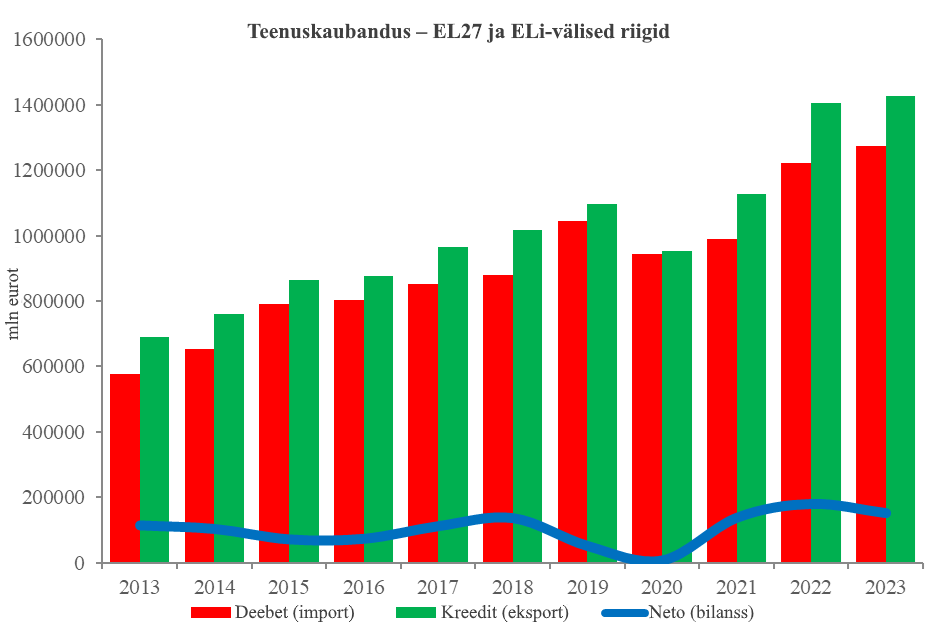 Teenuskaubandus – EL27 ja ELi-välised riigid
1600000
1400000
1200000
1000000
800000
600000
400000
200000
0
mln eurot
2013 2014 2015 2016 2017 2018 2019 2020 2021 2022 2023
Deebet (import) Kreedit (eksport) Neto (bilanss)